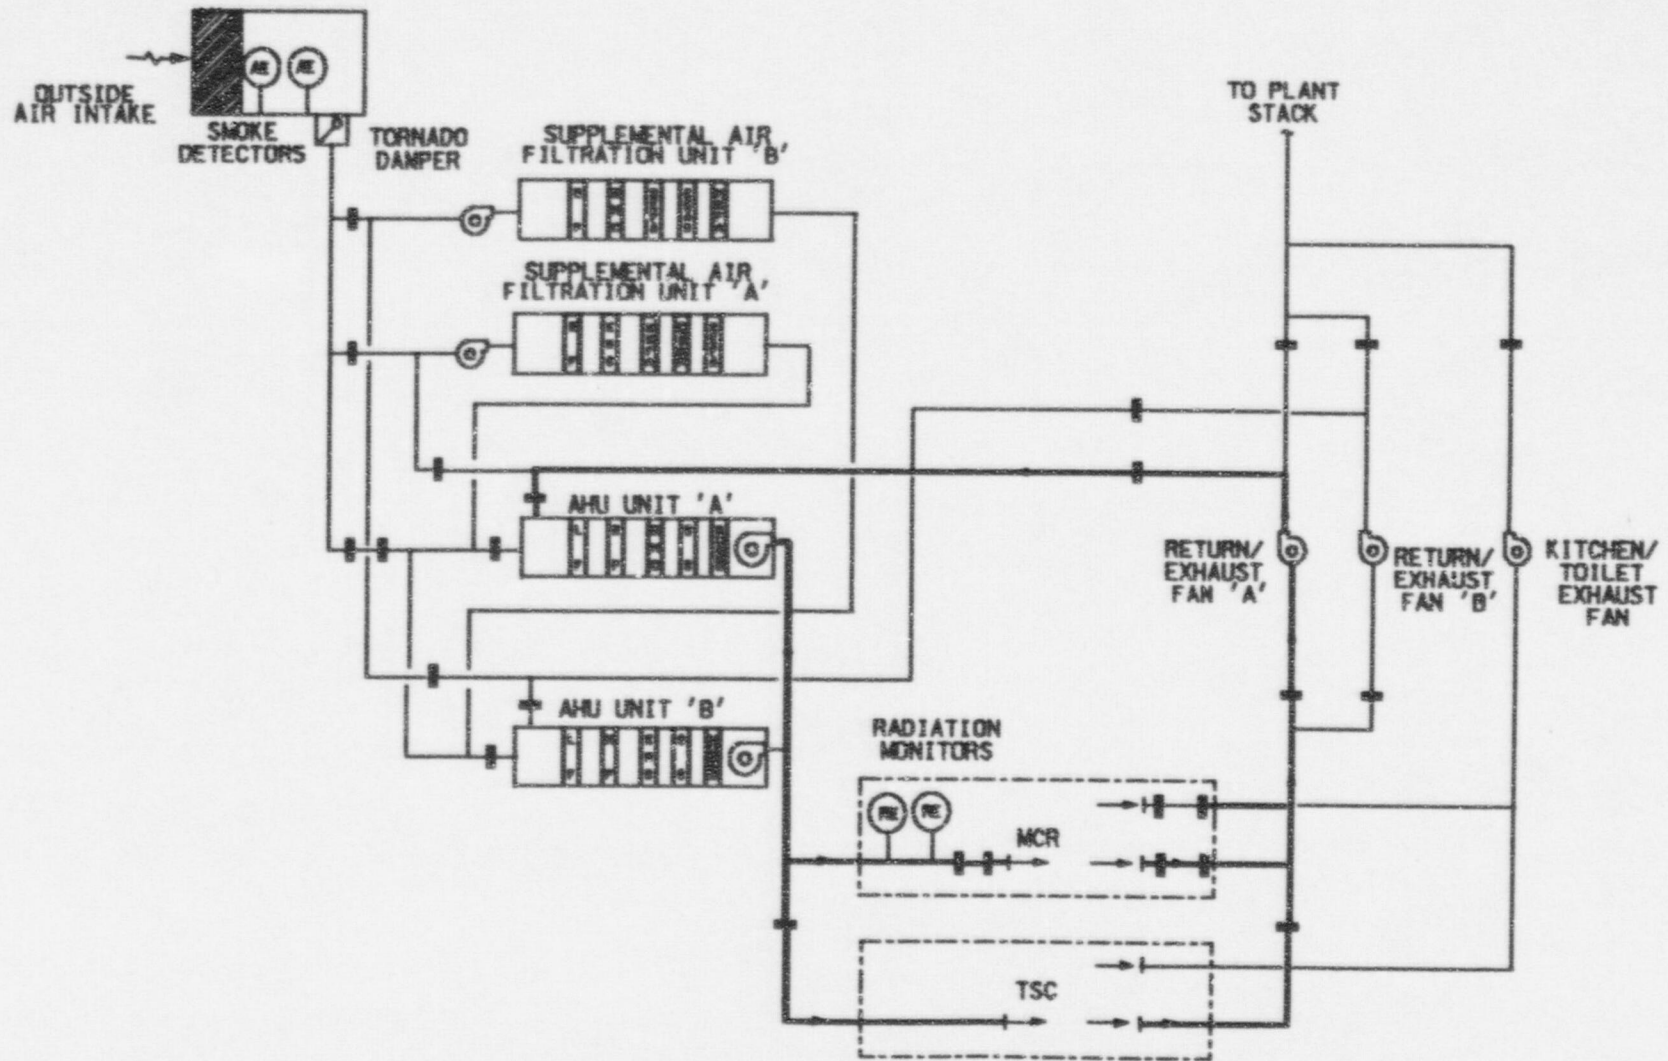 OUTSIDE
AIR INTAKE
SMOKE
DETECTORS
TORNADO
DAMPER
SUPPLEMENTAL AIR
FILTRATION UNIT 'B'
SUPPLEMENTAL AIR
FILTRATION UNIT 'A'
TO PLANT
STACK
AHU UNIT 'A'
RETURN/
EXHAUST
FAN 'A'
RETURN/
EXHAUST
FAN 'B'
KITCHEN/
TOILET
EXHAUST
FAN
AHU UNIT 'B'
RADIATION
MONITORS
RE
RE
MCR
TSC